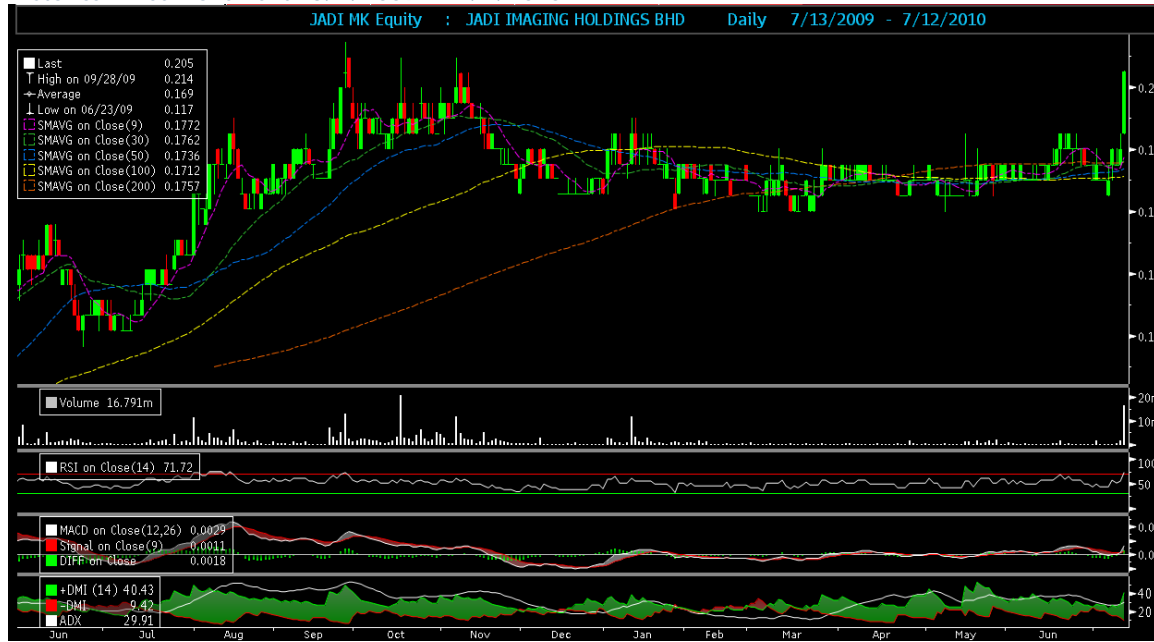 JADI MK Equity : JADI IMAGING HOLDINGS BHD Daily 7/13/2009 - 7/12/2010
Last 0.205
High on 09/28/09 0.214
Average 0.169
Low on 06/23/09 0.117
SMAVG on Close(9) 0.1772
SMAVG on Close(30) 0.1762
SMAVG on Close(50) 0.1736
SMAVG on Close(100) 0.1712
SMAVG on Close(200) 0.1757
0.2
0.1
0.1
0.1
0.1
Volume 16.791m
20m
10m
RSI on Close(14) 71.72
100
50
MACD on Close(12,26) 0.0029
Signal on Close(9) 0.0011
DIFF on Close 0.0018
0.0
0.0
+DMI (14) 40.43
-DMI 9.42
ADX 29.91
40
20
Jun Jul Aug Sep Oct Nov Dec Jan Feb Mar Apr May Jun